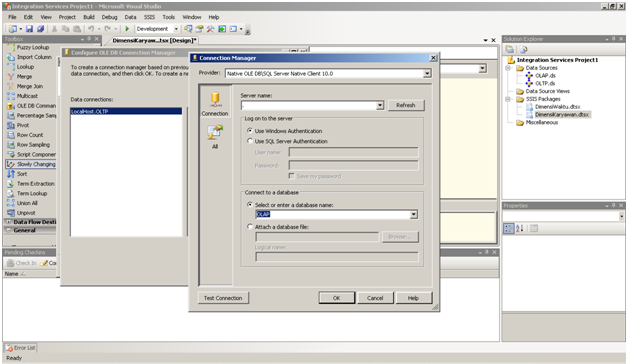 Integration Services Project1 - Microsoft Visual Studio
File Edit View Project Build Debug Data SSIS Tools Window Help
Development
Toolbox
Fuzzy Lookup
Import Column
Lookup
Merge
Merge Join
Multicast
OLE DB Comman
Percentage Sam
Pivot
Row Count
Row Sampling
Script Componer
Slowly Changing
Sort
Term Extraction
Term Lookup
Union All
Unpivot
Data Flow Desti
General
Pending Checkins
Check In
Name
DimensiKaryawan...tsx [Design]*
Configure OLE DB Connection Manager
To create a connection manager based on previou
data connection, and then click OK. To create a ne
Data connections:
LocalHost.OLTP
Connection Manager
Provider: Native OLE DB\SQL Server Native Client 10.0
Connection
All
Server name:
.
Refresh
Log on to the server
Use Windows Authentication
Use SQL Server Authentication
User name:
Password:
Save my password
Connect to a database
Select or enter a database name:
OLAP
Attach a database file:
Browse...
Logical name:
Test Connection OK Cancel Help
Solution Explorer
Integration Services Project1
Data Sources
OLAP.ds
OLTP.ds
Data Source Views
SSIS Packages
DimensiWaktu.dtsx
DimensiKaryawan.dtsx
Miscellaneous
Properties
Error List
Ready